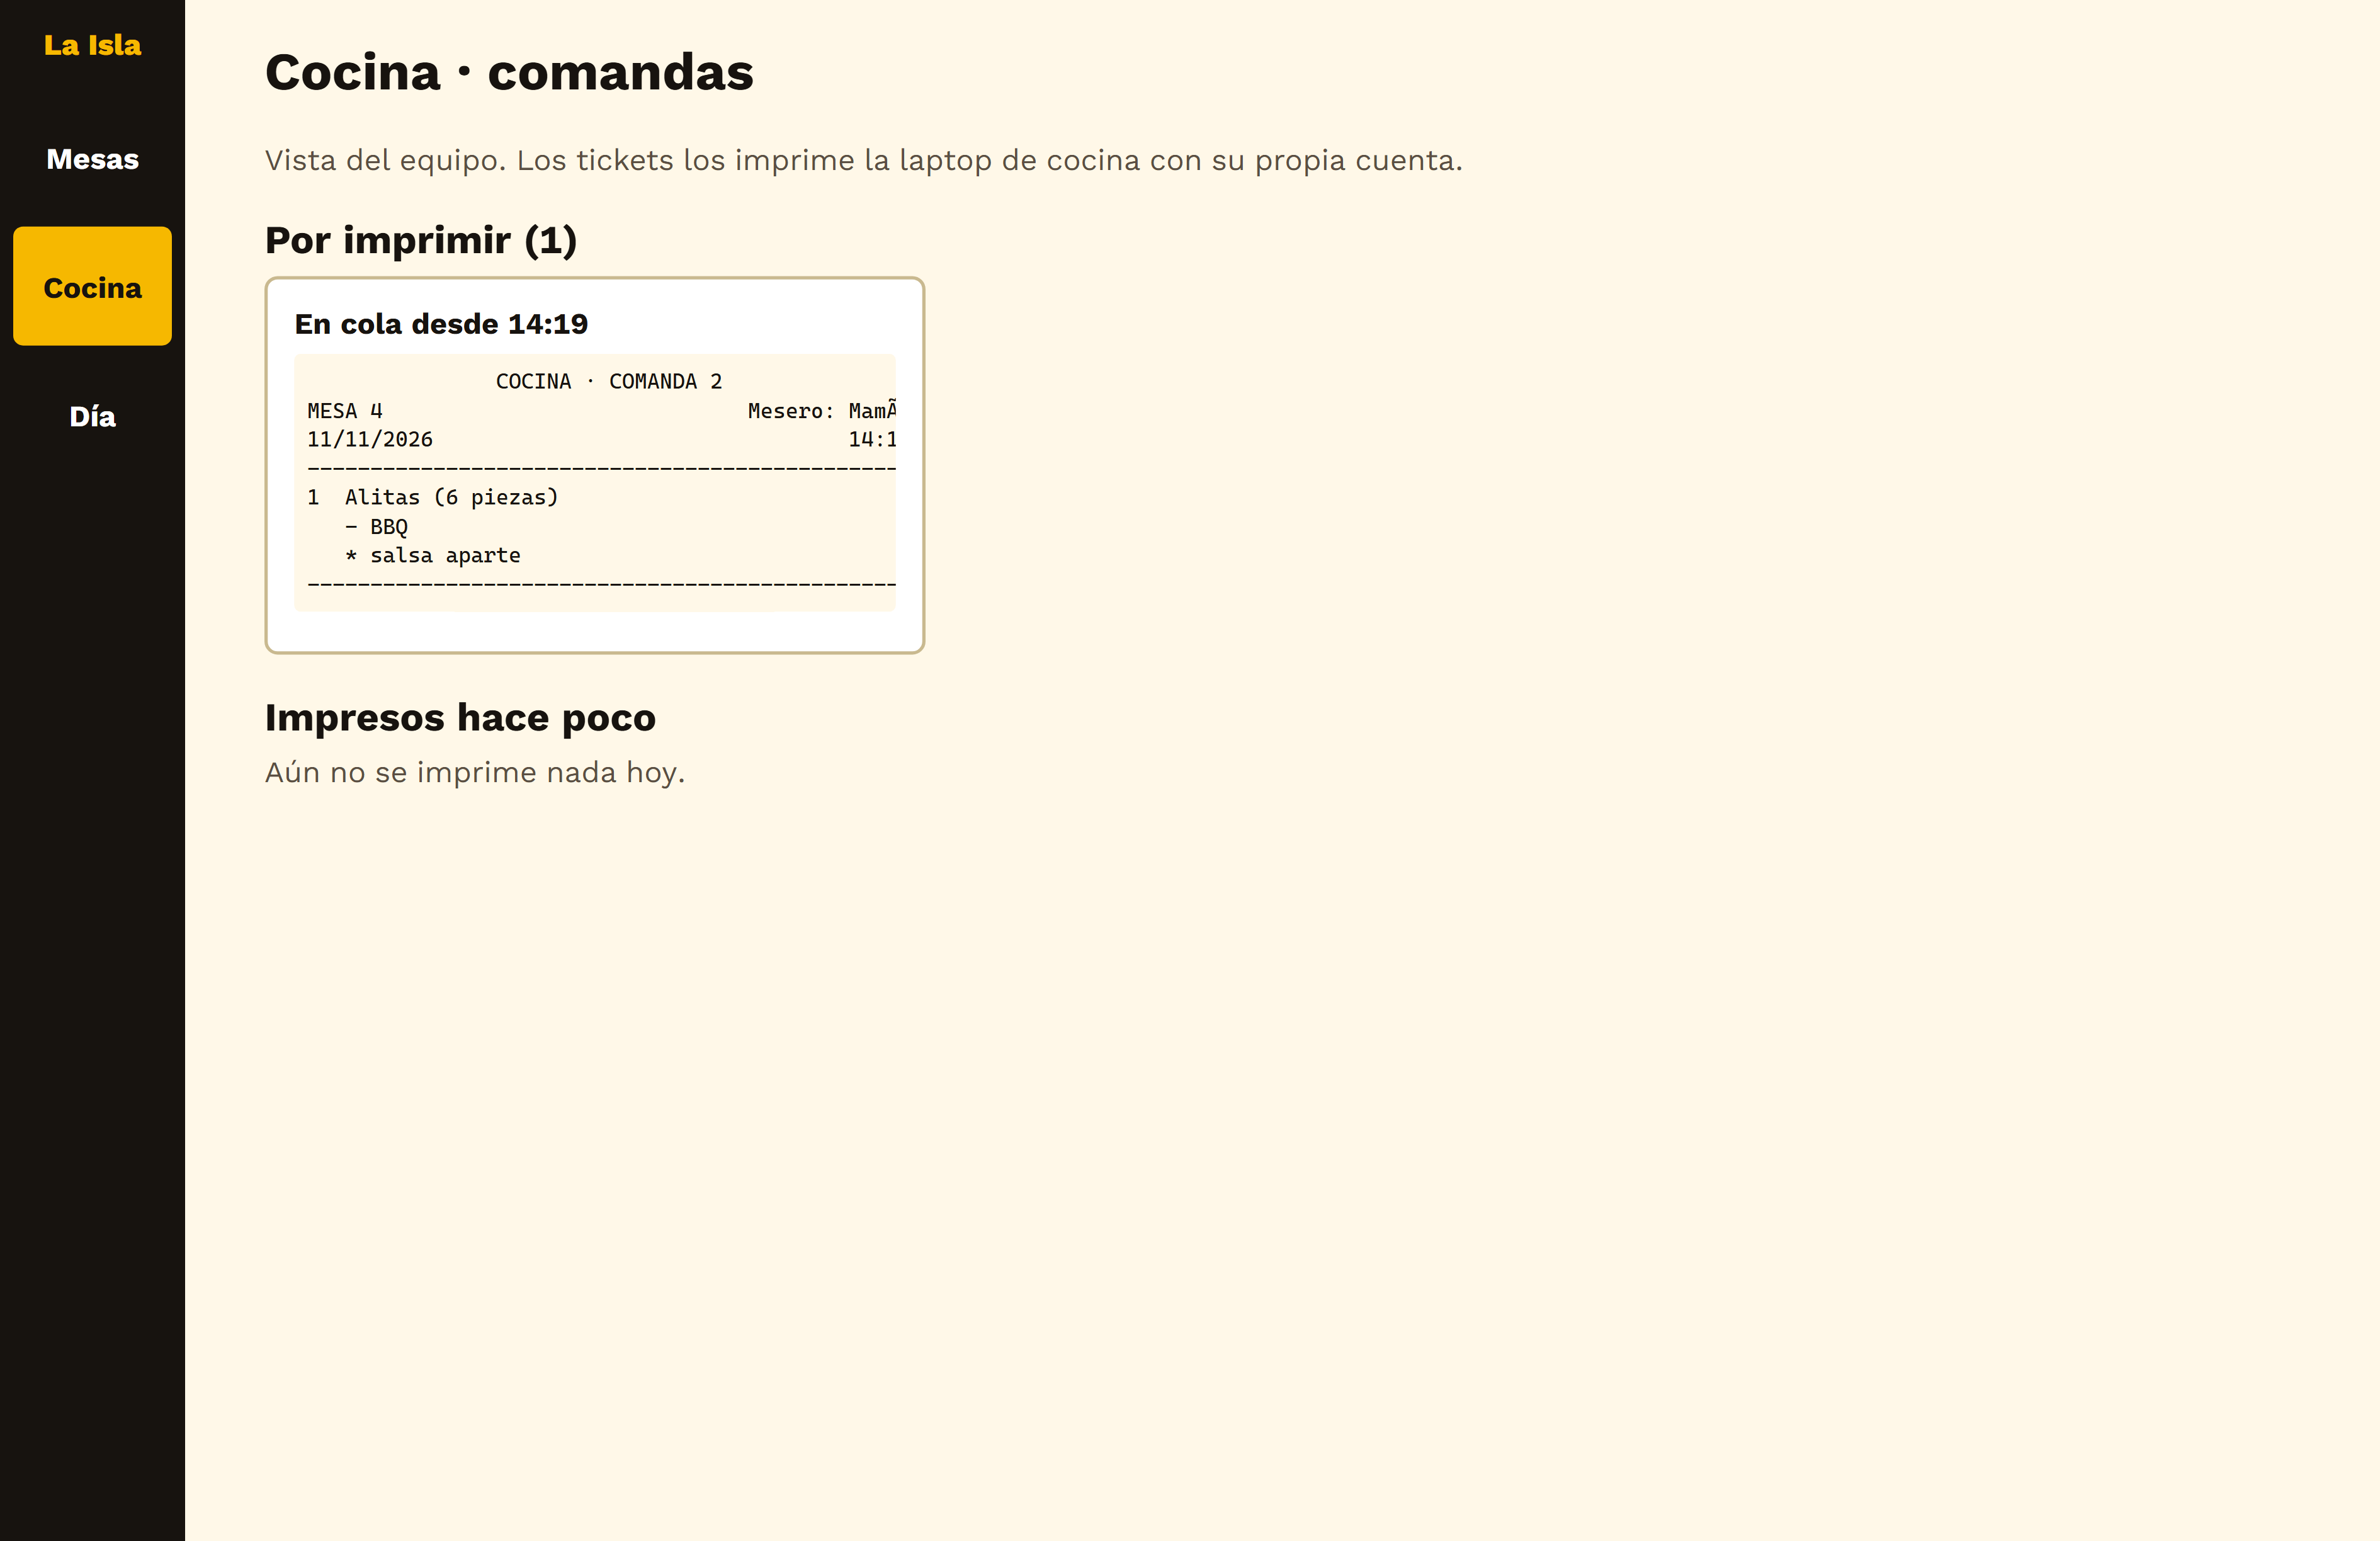 La Isla
Mesas
Cocina
Día
Cocina · comandas
Vista del equipo. Los tickets los imprime la laptop de cocina con su propia cuenta.
Por imprimir (1)
En cola desde 14:19
COCINA · COMANDA 2
MESA 4 Mesero: MamÃ
11/11/2026 14:1
-----------------------------------------------
1 Alitas (6 piezas)
- BBQ
* salsa aparte
-----------------------------------------------
Impresos hace poco
Aún no se imprime nada hoy.